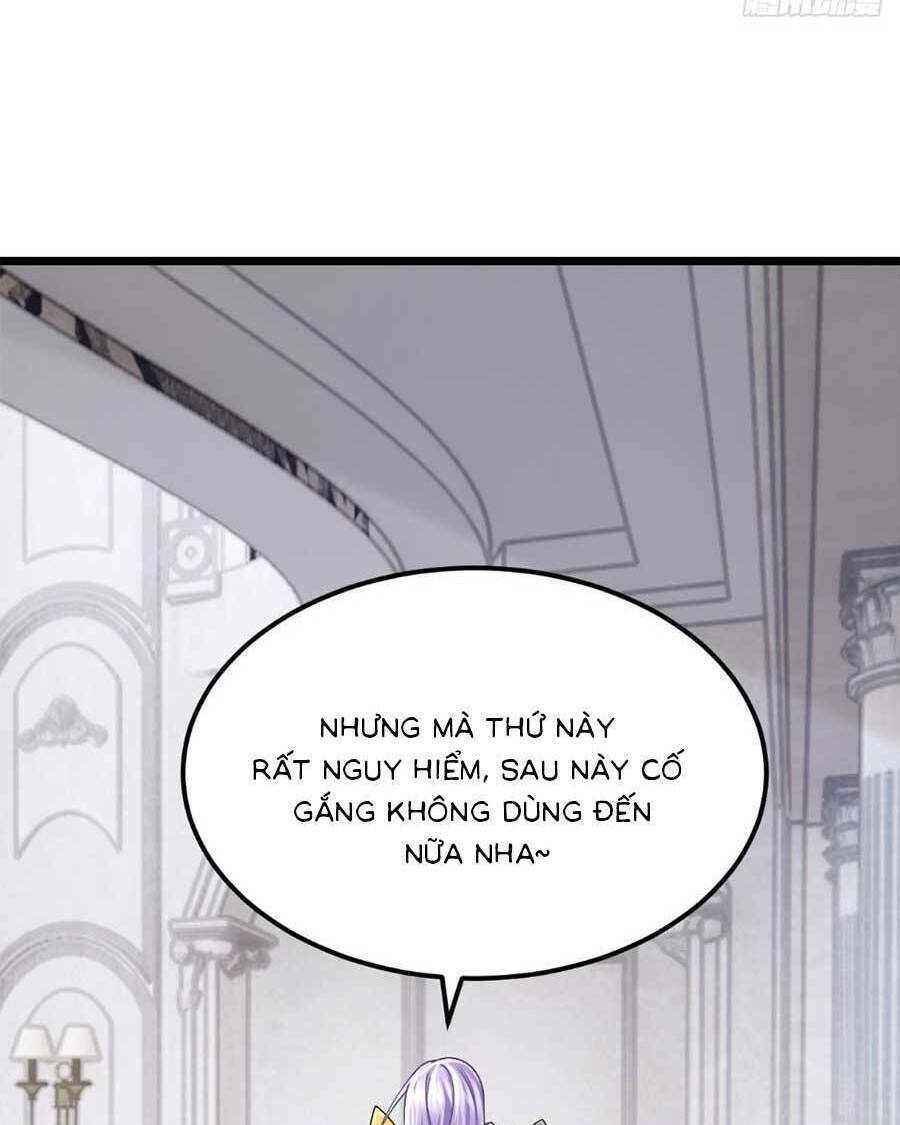 NHƯNG MÀ THỨ NÀY
RẤT NGUY HIỂM, SAU NÀY CỐ
GẮNG KHÔNG DÙNG ĐẾN
NỮA NHA~